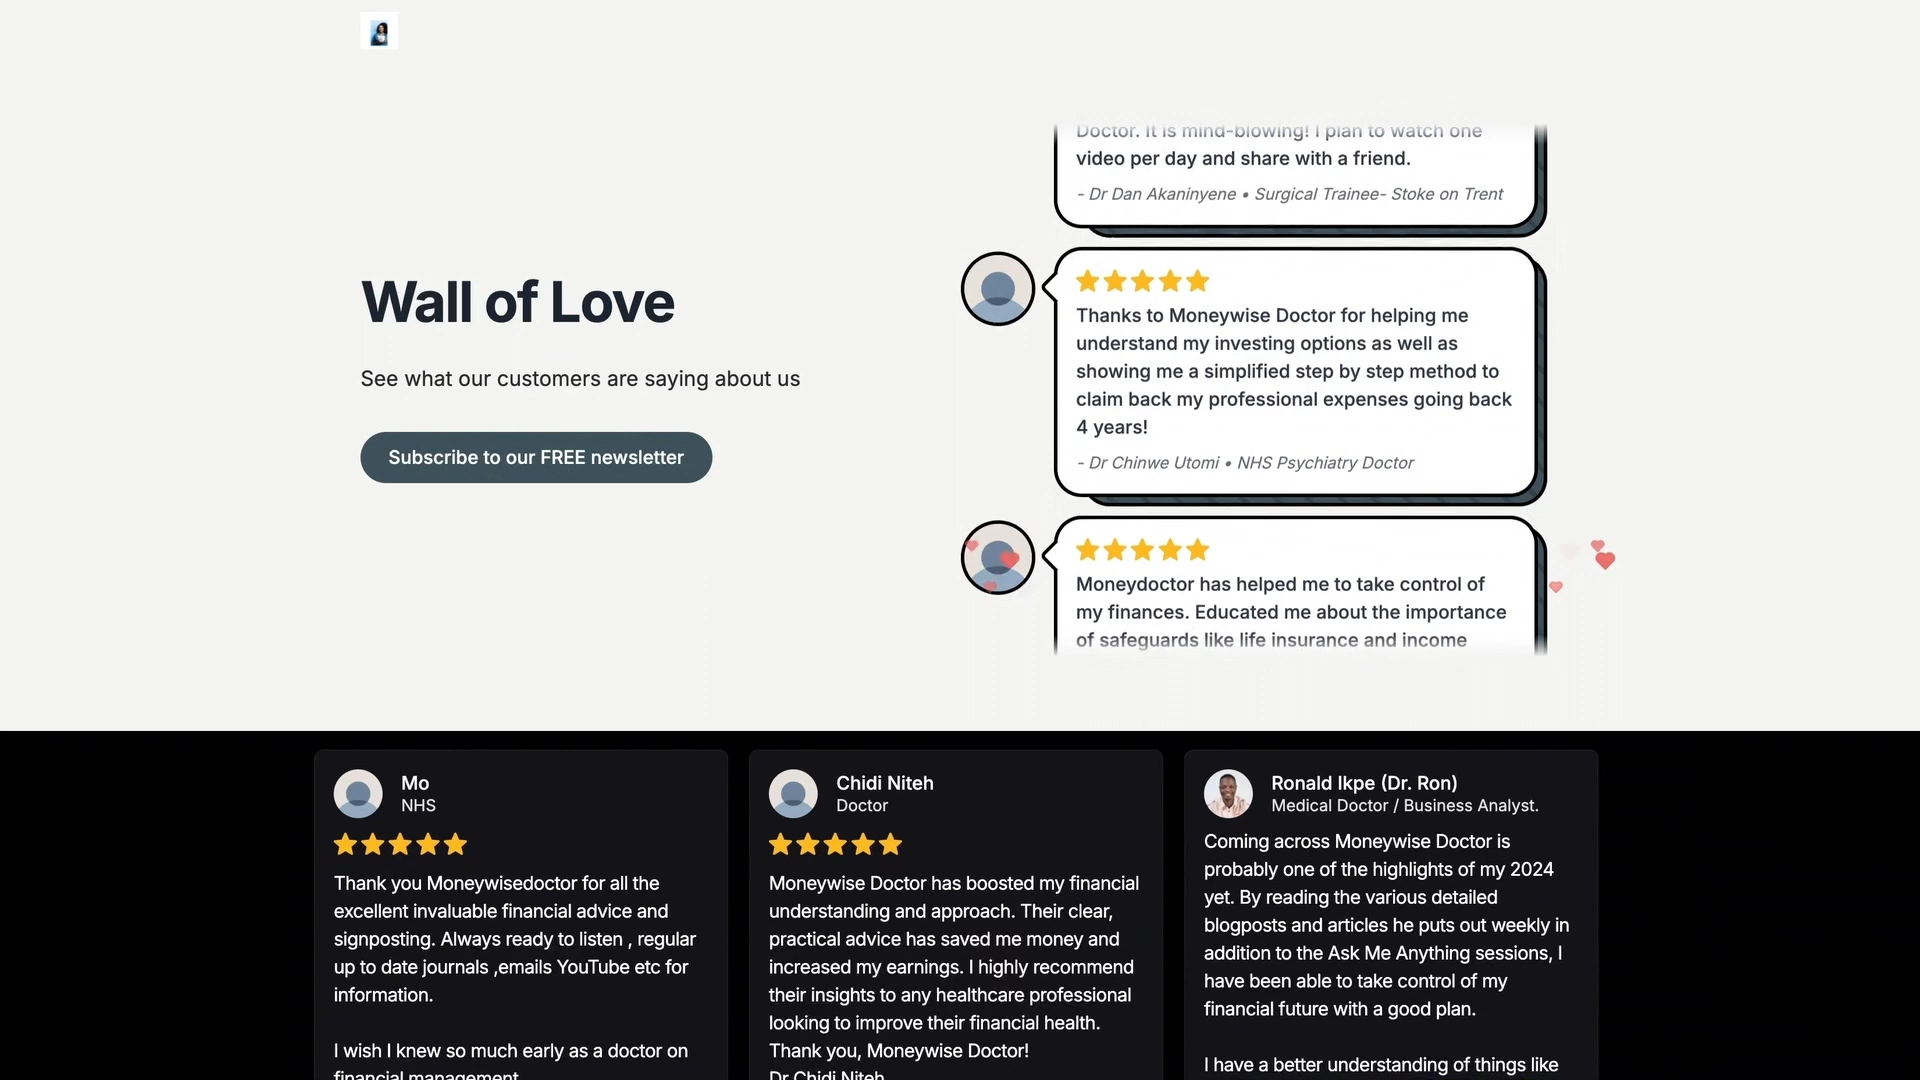 Wall of Love
See what our customers are saying about us
Subscribe to our FREE newsletter
Doctor. It is mind-blowing! I plan to watch one
video per day and share with a friend.
- Dr Dan Akaninyene • Surgical Trainee- Stoke on Trent
Thanks to Moneywise Doctor for helping me
understand my investing options as well as
showing me a simplified step by step method to
claim back my professional expenses going back
4 years!
- Dr Chinwe Utomi • NHS Psychiatry Doctor
Moneydoctor has helped me to take control of
my finances. Educated me about the importance
of safeguards like life insurance and income
Mo
NHS
Thank you Moneywisedoctor for all the
excellent invaluable financial advice and
signposting. Always ready to listen , regular
up to date journals ,emails YouTube etc for
information.
I wish I knew so much early as a doctor on
financial management
Chidi Niteh
Doctor
Moneywise Doctor has boosted my financial
understanding and approach. Their clear,
practical advice has saved me money and
increased my earnings. I highly recommend
their insights to any healthcare professional
looking to improve their financial health.
Thank you, Moneywise Doctor!
Dr Chidi Niteh
Ronald Ikpe (Dr. Ron)
Medical Doctor / Business Analyst.
Coming across Moneywise Doctor is
probably one of the highlights of my 2024
yet. By reading the various detailed
blogposts and articles he puts out weekly in
addition to the Ask Me Anything sessions, I
have been able to take control of my
financial future with a good plan.
I have a better understanding of things like